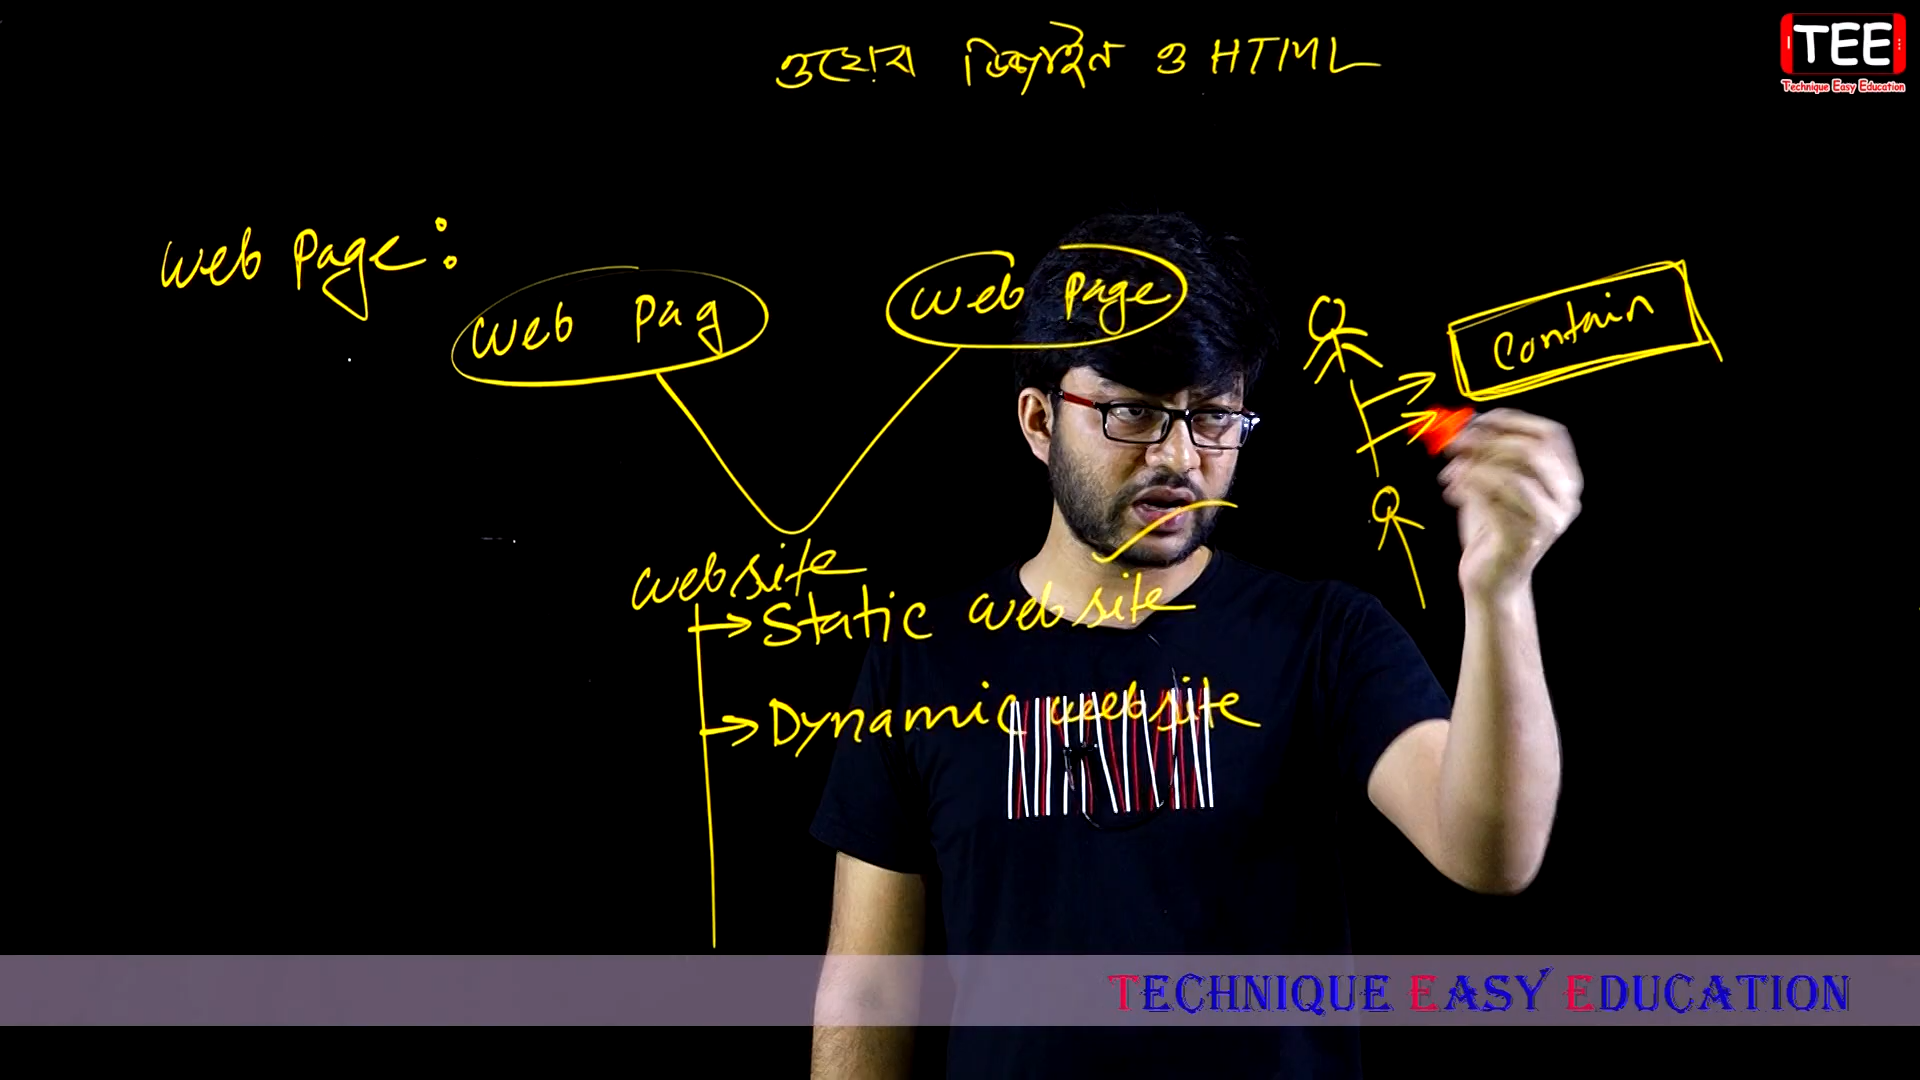 ওয়েব ডিজাইন ও HTML
TEE
Technique Easy Education
Web Page:
Web Pag
Web Page
Contain
Website
Static Website
Dynamic Website
TECHNIQUE EASY EDUCATION